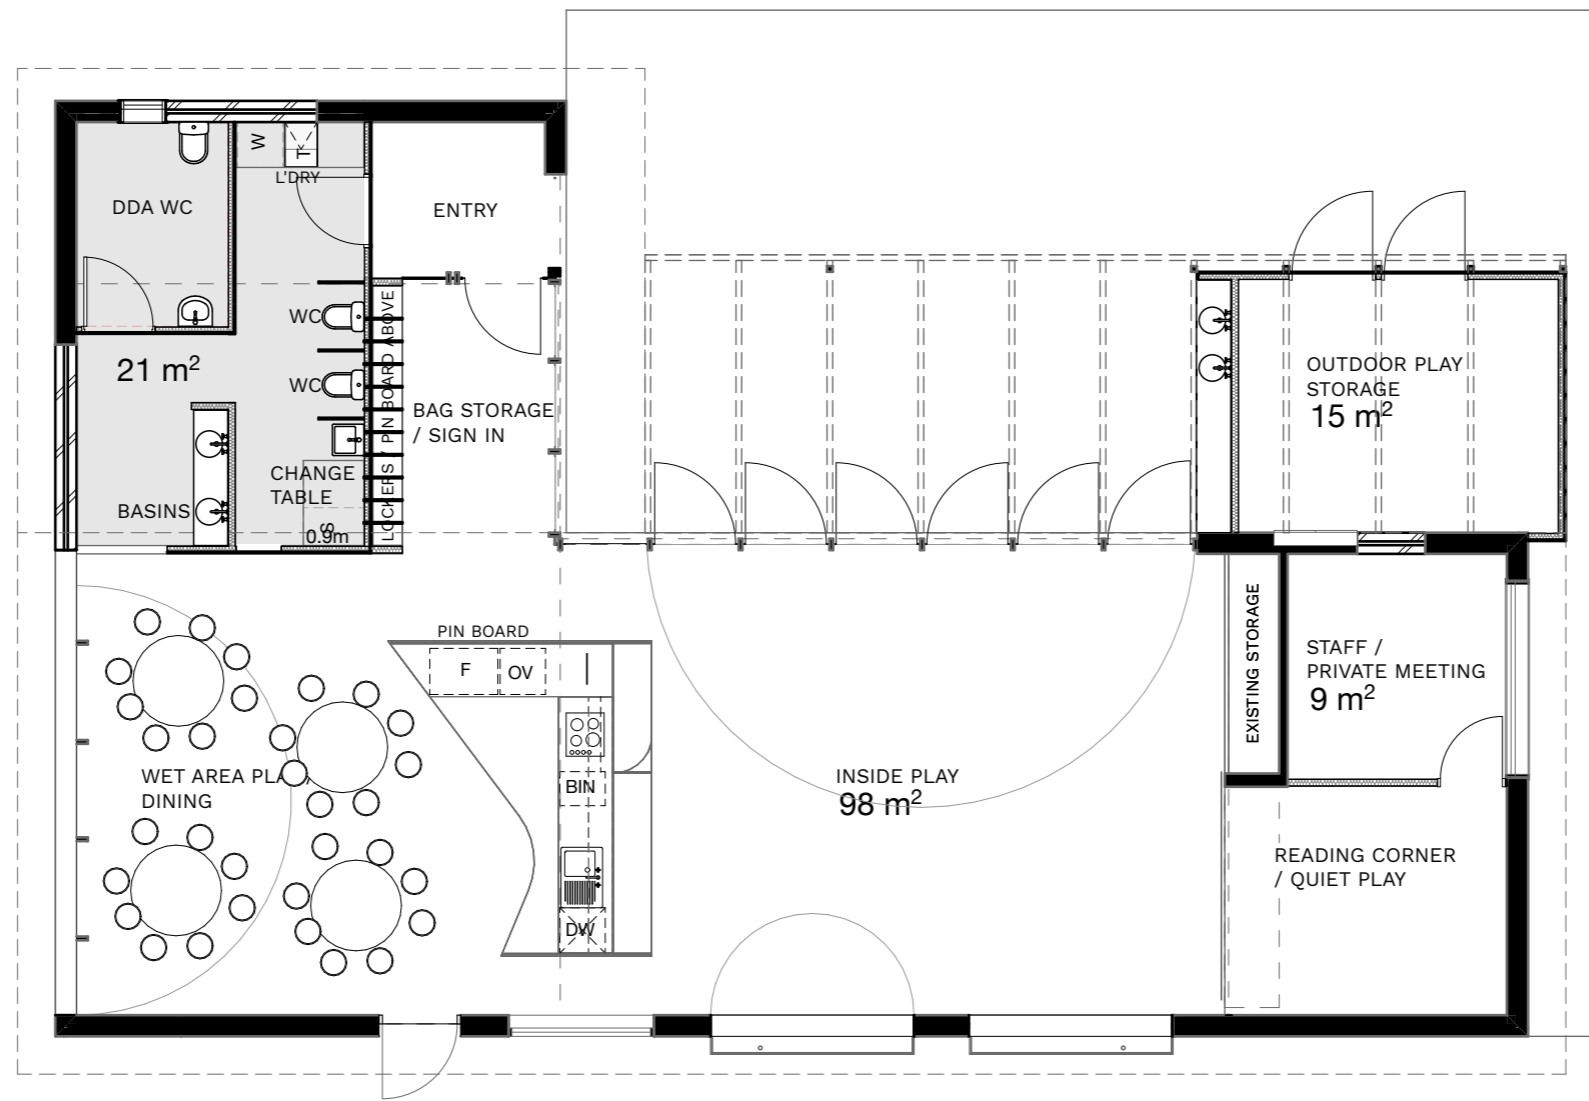 W
T
L'DRY
DDA WC
ENTRY
WC
21 m²
WC
LOCKERS / PIN BOARD ABOVE
BAG STORAGE
/ SIGN IN
OUTDOOR PLAY
STORAGE
15 m²
CHANGE
TABLE
BASINS
S
0.9m
PIN BOARD
F
OV
EXISTING STORAGE
STAFF /
PRIVATE MEETING
9 m²
WET AREA PLAY /
DINING
BIN
INSIDE PLAY
98 m²
READING CORNER
/ QUIET PLAY
DW